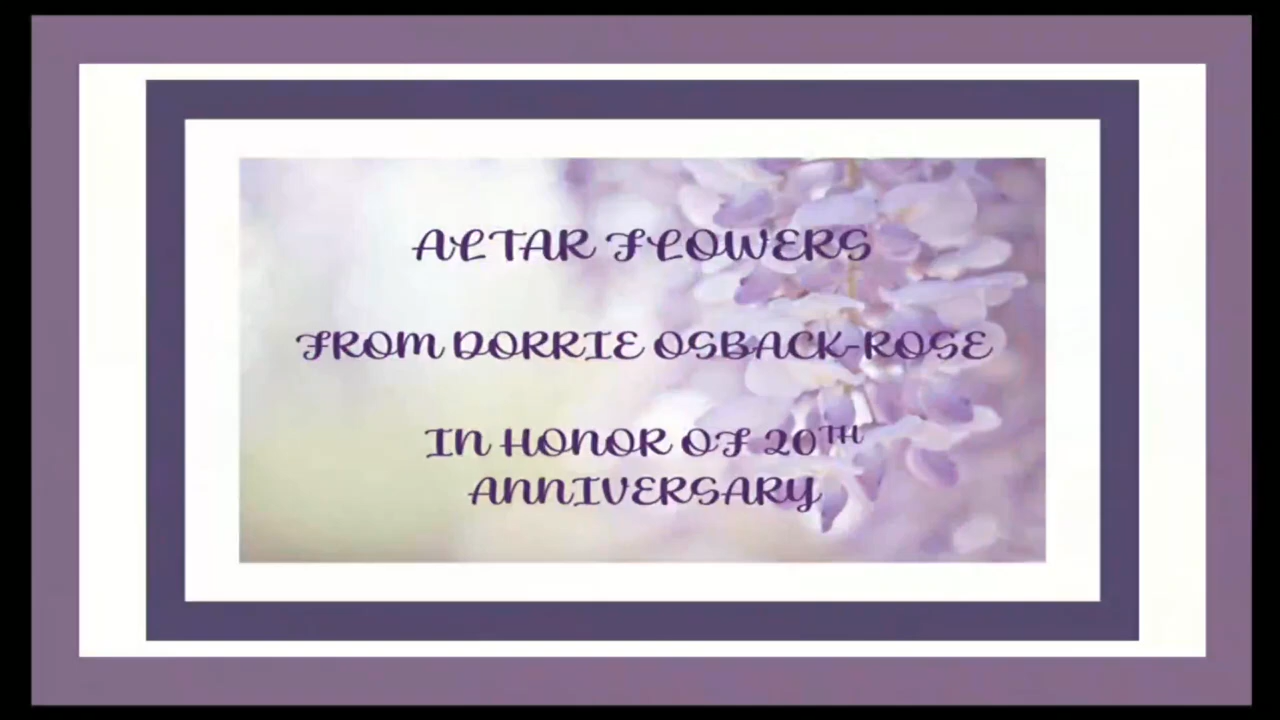 ALTAR FLOWERS
FROM DORRIE OSBACK-ROSE
IN HONOR OF 20TH
ANNIVERSARY